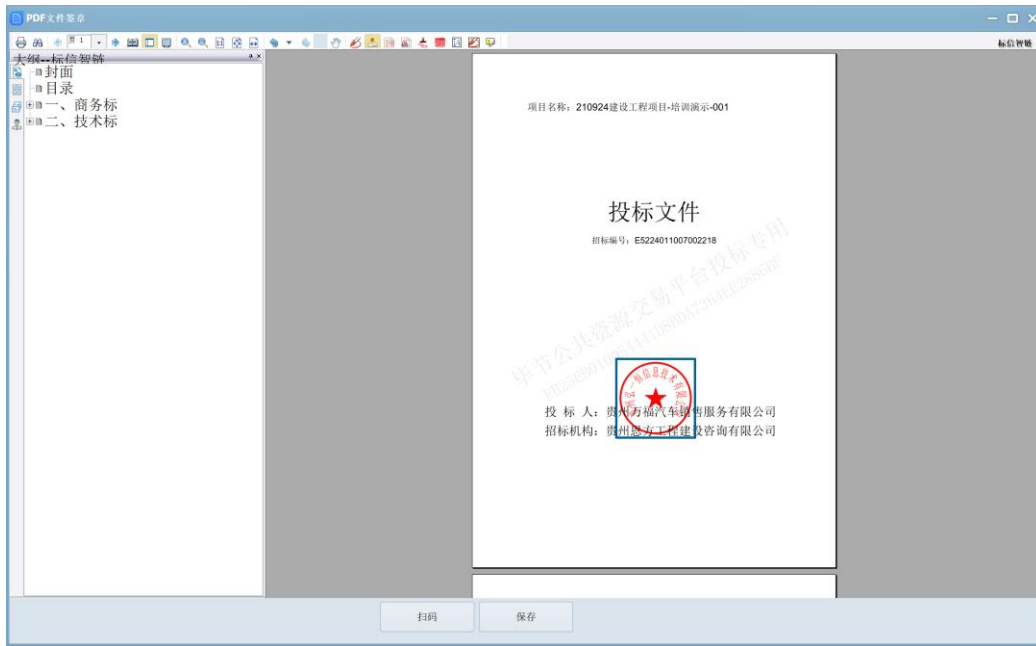 PDF文件签章
页 1
标信智链
大纲--标信智链
封面
目录
一、商务标
二、技术标
项目名称：210924建设工程项目-培训演示-001
投标文件
招标编号：E5224011007002218
毕节公共资源交易平台投标专用
投 标 人：贵州万福汽车销售服务有限公司
招标机构：贵州恩方工程建设咨询有限公司
扫码
保存